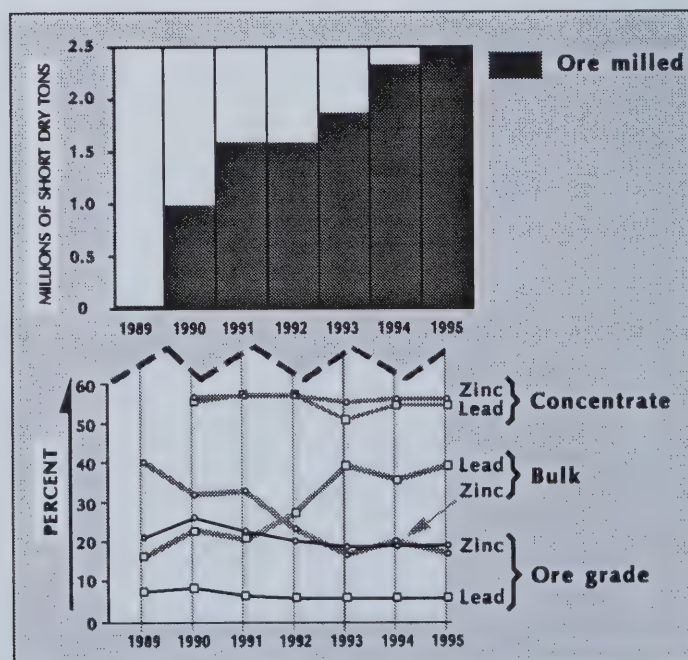 MILLIONS OF SHORT DRY TONS
2.5
2.0
1.5
1.0
0.5
0
1989 1990 1991 1992 1993 1994 1995
Ore milled
PERCENT
60
50
40
30
20
10
0
1989 1990 1991 1992 1993 1994 1995
Zinc
Lead
Concentrate
Lead
Zinc
Bulk
Zinc
Lead
Ore grade